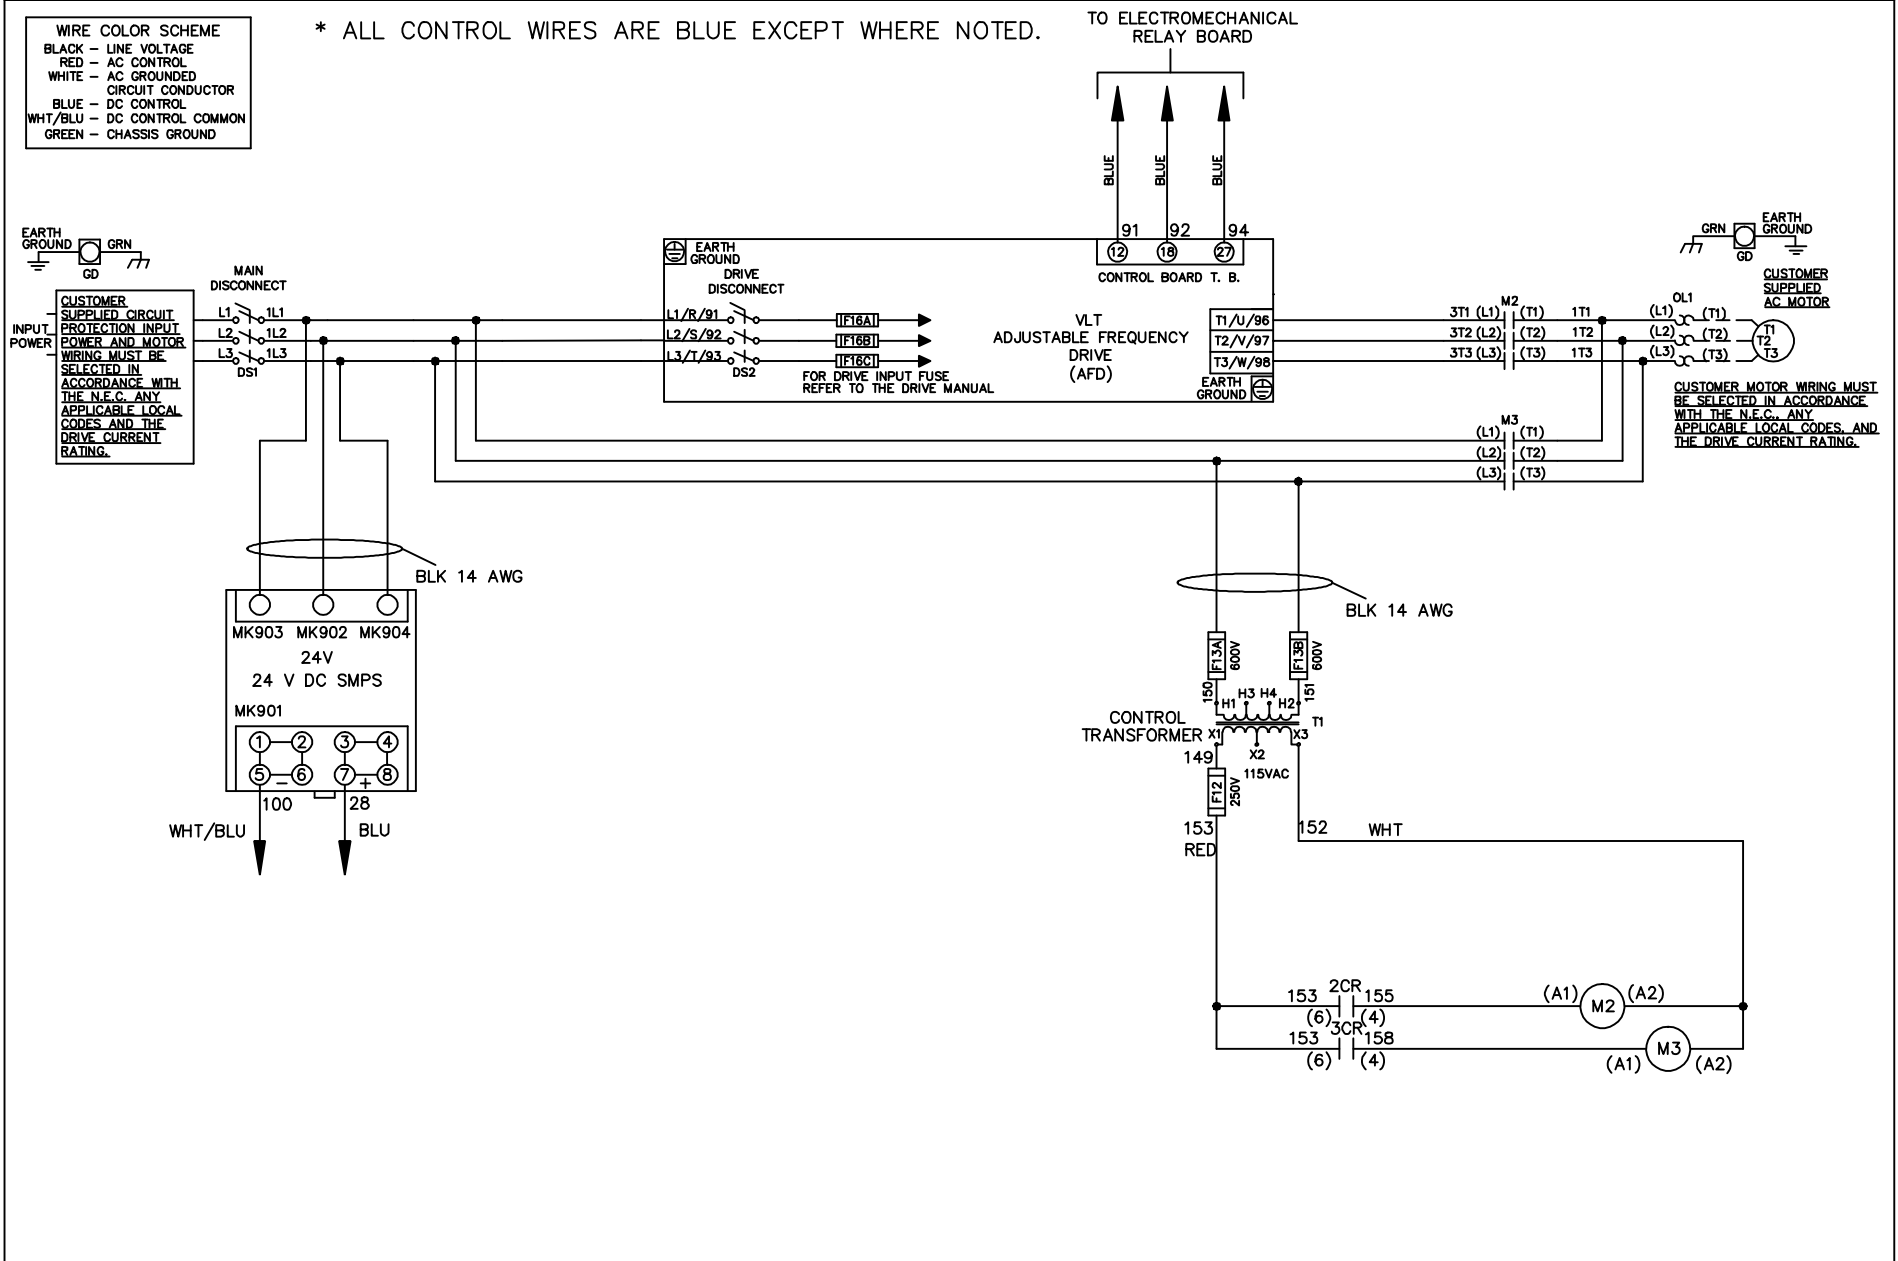 WIRE COLOR SCHEME
BLACK – LINE VOLTAGE
RED – AC CONTROL
WHITE – AC GROUNDED
CIRCUIT CONDUCTOR
BLUE – DC CONTROL
WHT/BLU – DC CONTROL COMMON
GREEN – CHASSIS GROUND
* ALL CONTROL WIRES ARE BLUE EXCEPT WHERE NOTED.
TO ELECTROMECHANICAL
RELAY BOARD
BLUE
BLUE
BLUE
91 92 94
12 18 27
CONTROL BOARD T. B.
EARTH
GROUND
GRN
GD
INPUT
POWER
CUSTOMER
SUPPLIED CIRCUIT
PROTECTION INPUT
POWER AND MOTOR
WIRING MUST BE
SELECTED IN
ACCORDANCE WITH
THE N.E.C. ANY
APPLICABLE LOCAL
CODES AND THE
DRIVE CURRENT
RATING.
MAIN
DISCONNECT
L1 1L1
L2 1L2
L3 1L3
DS1
EARTH
GROUND
DRIVE
DISCONNECT
L1/R/91
L2/S/92
L3/T/93
DS2
F16A
F16B
F16C
FOR DRIVE INPUT FUSE
REFER TO THE DRIVE MANUAL
VLT
ADJUSTABLE FREQUENCY
DRIVE
(AFD)
T1/U/96
T2/V/97
T3/W/98
EARTH
GROUND
M2
3T1 (L1) (T1) 1T1
3T2 (L2) (T2) 1T2
3T3 (L3) (T3) 1T3
OL1
(L1) (T1)
(L2) (T2)
(L3) (T3)
T1
T2
T3
GRN
GD
EARTH
GROUND
CUSTOMER
SUPPLIED
AC MOTOR
CUSTOMER MOTOR WIRING MUST
BE SELECTED IN ACCORDANCE
WITH THE N.E.C., ANY
APPLICABLE LOCAL CODES, AND
THE DRIVE CURRENT RATING.
M3
(L1) (T1)
(L2) (T2)
(L3) (T3)
BLK 14 AWG
MK903 MK902 MK904
24V
24 V DC SMPS
MK901
1 2 3 4
5 – 6 7 + 8
100 28
WHT/BLU BLU
BLK 14 AWG
F13A
600V
F13B
600V
150
151
H1 H3 H4 H2
T1
CONTROL
TRANSFORMER
X1 X2 X3
149
115VAC
F12
250V
153
RED
152 WHT
2CR
153 155
(6) (4)
(A1) M2 (A2)
3CR
153 158
(6) (4)
(A1) M3 (A2)